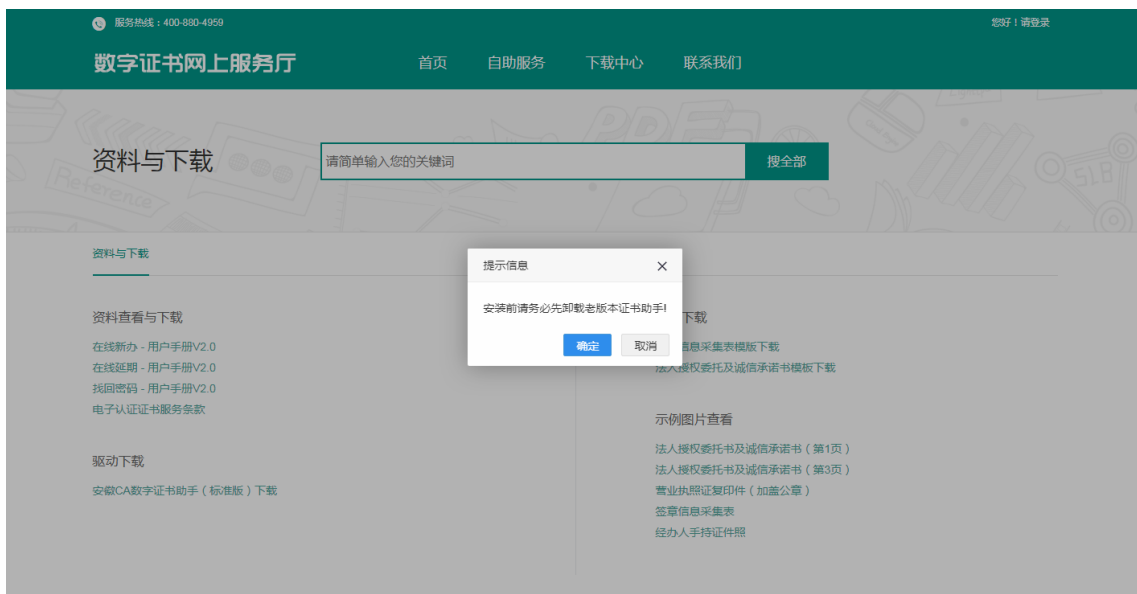 服务热线：400-880-4959
您好！请登录
数字证书网上服务厅
首页 自助服务 下载中心 联系我们
资料与下载
请简单输入您的关键词
搜全部
资料与下载
提示信息
安装前请务必先卸载老版本证书助手!
确定 取消
资料查看与下载
在线新办 - 用户手册V2.0
在线延期 - 用户手册V2.0
找回密码 - 用户手册V2.0
电子认证证书服务条款
驱动下载
安徽CA数字证书助手（标准版）下载
下载
信息采集表模版下载
法人授权委托及诚信承诺书模板下载
示例图片查看
法人授权委托书及诚信承诺书（第1页）
法人授权委托书及诚信承诺书（第3页）
营业执照证复印件（加盖公章）
签章信息采集表
经办人手持证件照
Reference
PDF
SLB